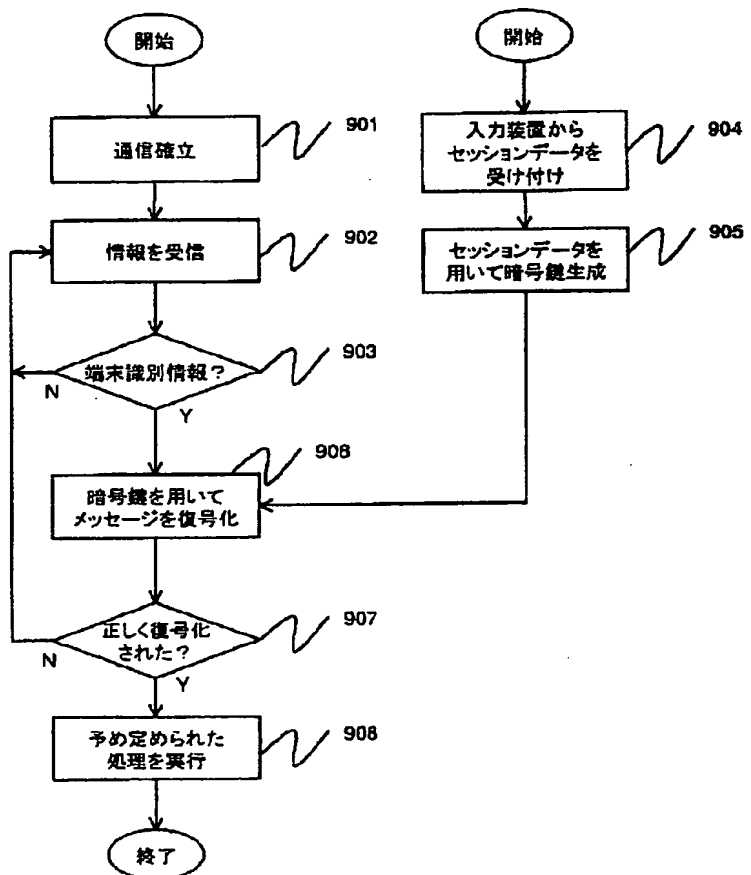 開始
通信確立
901
情報を受信
902
端末識別情報？
903
N
Y
暗号鍵を用いて
メッセージを復号化
906
正しく復号化
された？
907
N
Y
予め定められた
処理を実行
908
終了
開始
入力装置から
セッションデータを
受け付け
904
セッションデータを
用いて暗号鍵生成
905